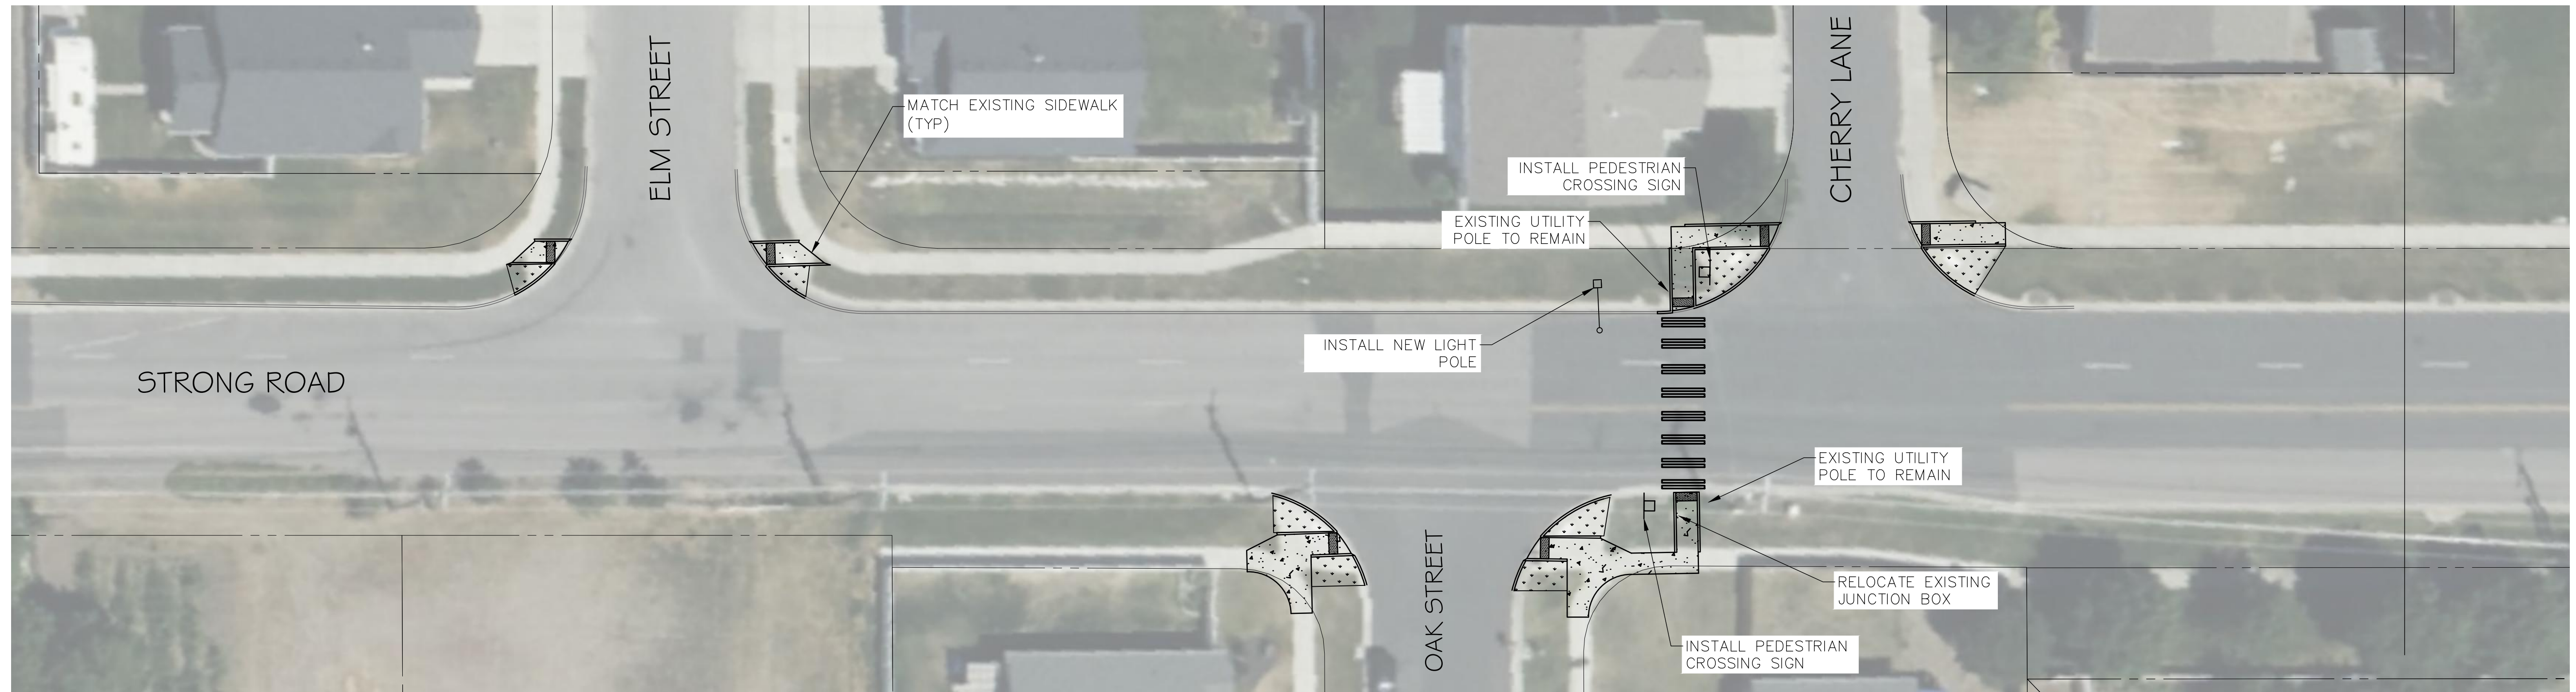 ELM STREET
CHERRY LANE
MATCH EXISTING SIDEWALK
(TYP)
INSTALL PEDESTRIAN
CROSSING SIGN
EXISTING UTILITY
POLE TO REMAIN
INSTALL NEW LIGHT
POLE
STRONG ROAD
EXISTING UTILITY
POLE TO REMAIN
RELOCATE EXISTING
JUNCTION BOX
OAK STREET
INSTALL PEDESTRIAN
CROSSING SIGN